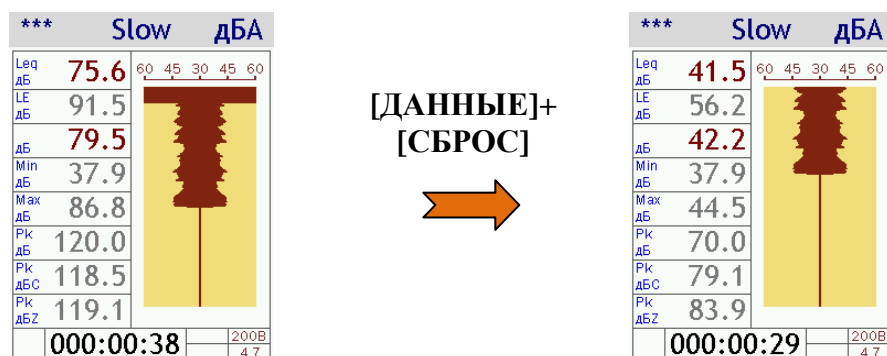 *** Slow дБА
Leq дБ 75.6
60 45 30 45 60
LE дБ 91.5
дБ 79.5
Min дБ 37.9
Max дБ 86.8
Pk дБ 120.0
Pk дБC 118.5
Pk дБZ 119.1
000:00:38
200В
4.7
[ДАННЫЕ]+
[СБРОС]
*** Slow дБА
Leq дБ 41.5
60 45 30 45 60
LE дБ 56.2
дБ 42.2
Min дБ 37.9
Max дБ 44.5
Pk дБ 70.0
Pk дБC 79.1
Pk дБZ 83.9
000:00:29
200В
4.7